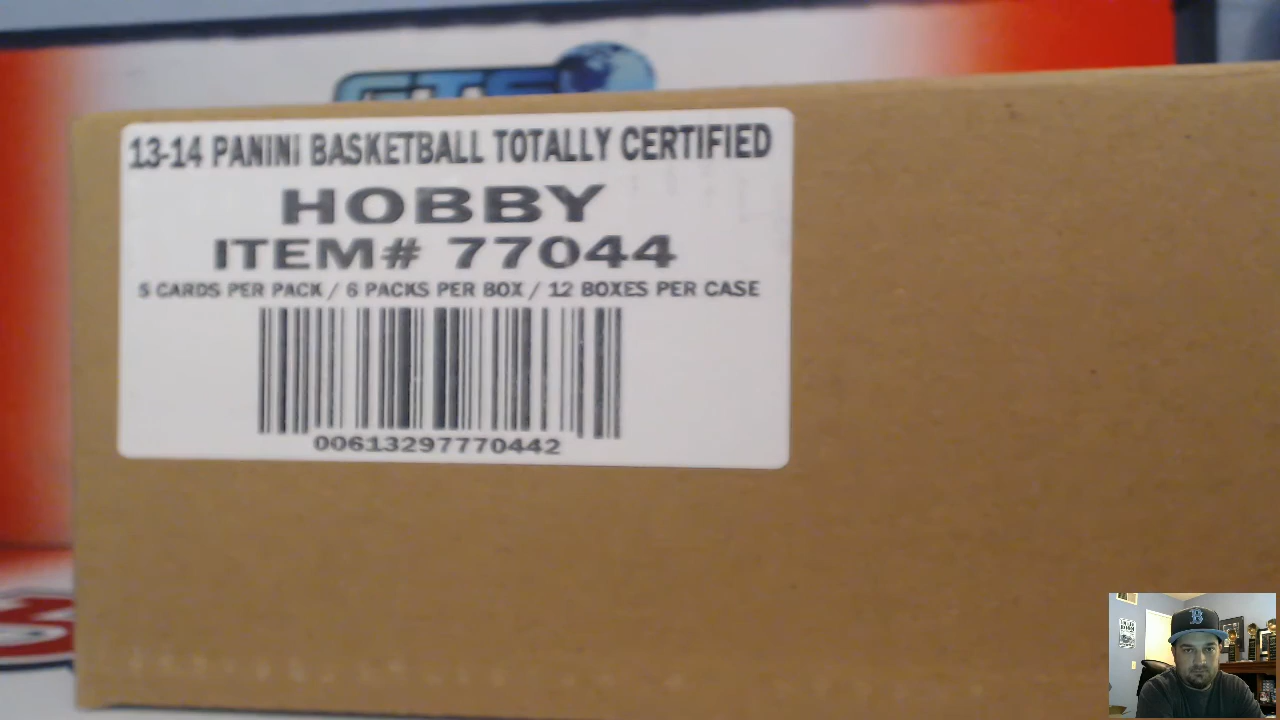 GTS
13-14 PANINI BASKETBALL TOTALLY CERTIFIED
HOBBY
ITEM# 77044
5 CARDS PER PACK / 6 PACKS PER BOX / 12 BOXES PER CASE
00613297770442
B